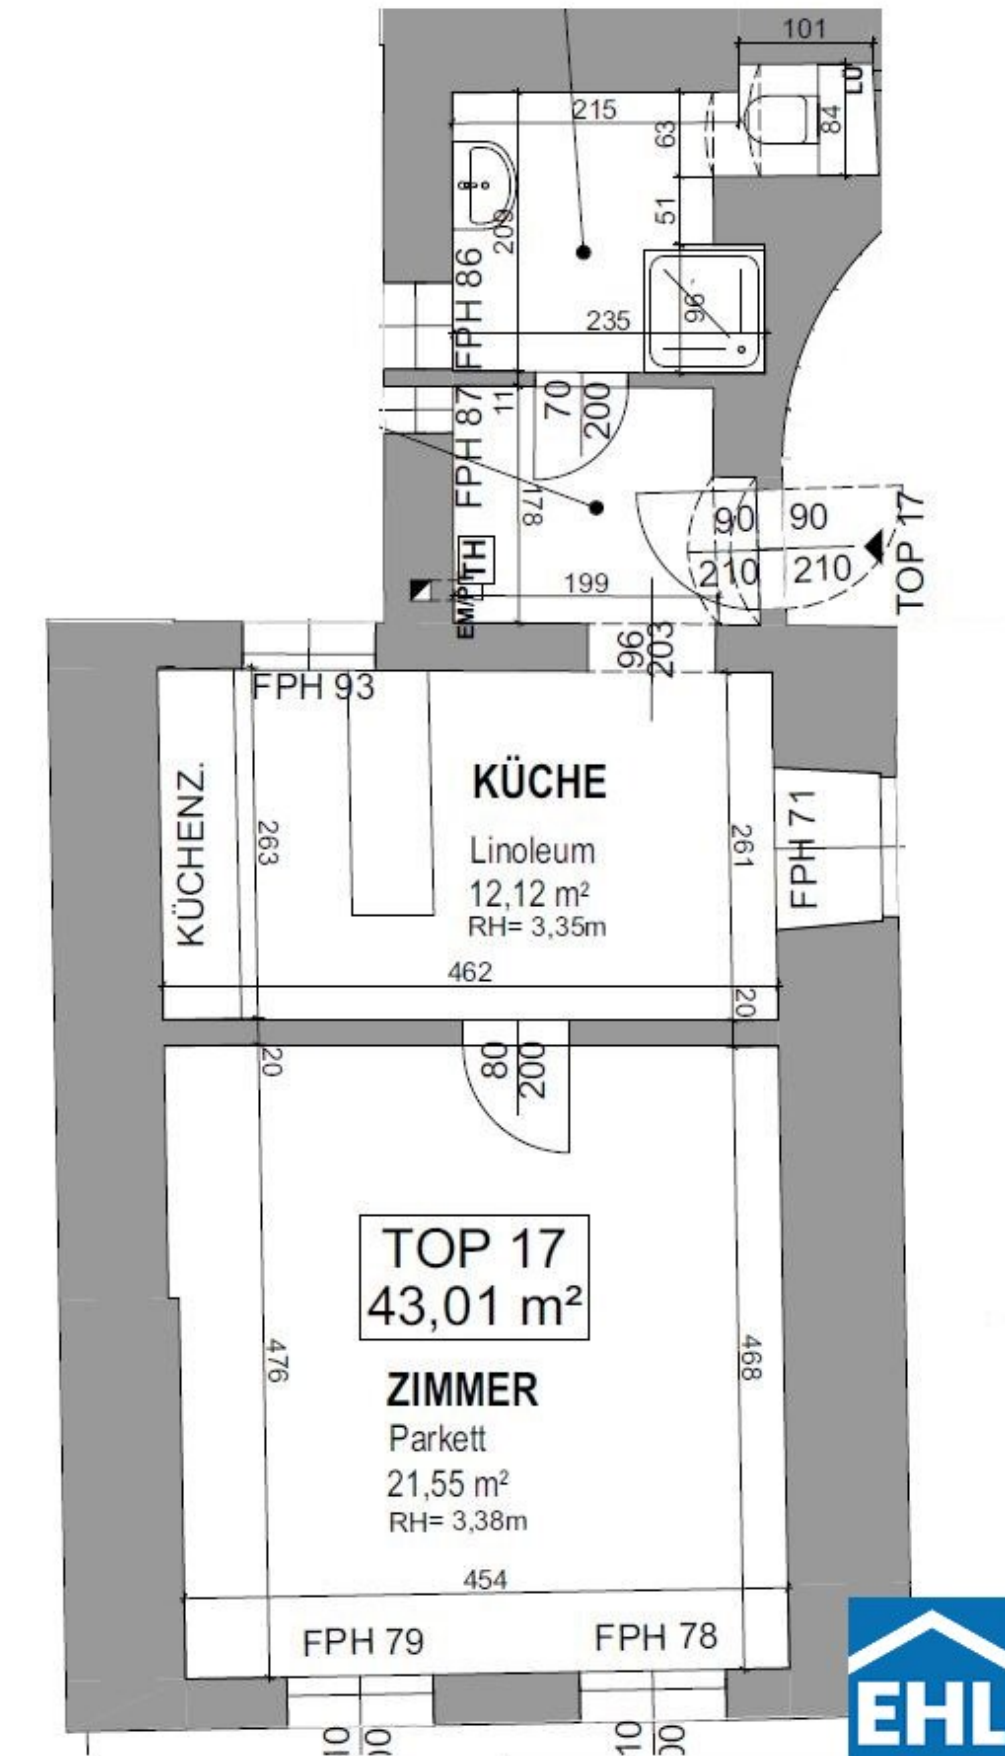 101
LÜ
84
215
63
51
209
FPH 86
96
235
11
70
200
FPH 87
178
TH
EM/PT
199
90
210
90
210
TOP 17
96
203
FPH 93
KÜCHENZ.
263
KÜCHE
Linoleum
12,12 m²
RH= 3,35m
261
FPH 71
462
20
20
80
200
TOP 17
43,01 m²
476
468
ZIMMER
Parkett
21,55 m²
RH= 3,38m
454
FPH 79
FPH 78
EHL